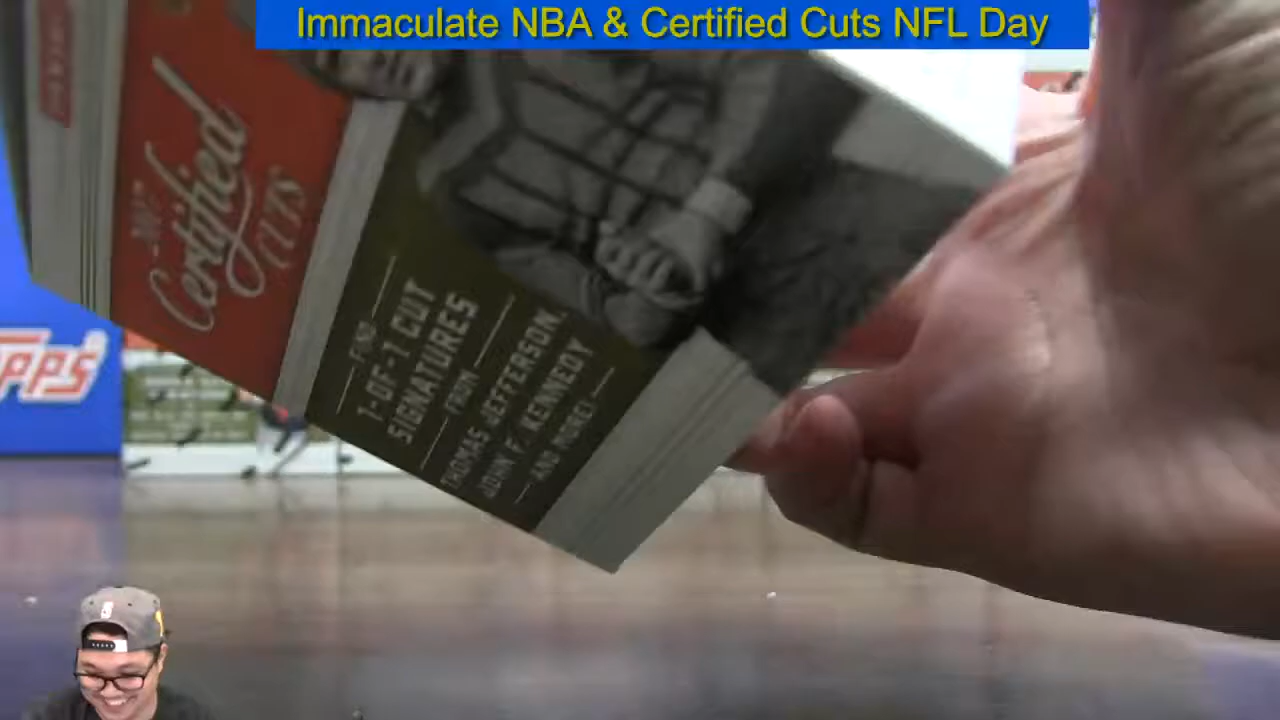 Immaculate NBA & Certified Cuts NFL Day
PANINI
Certified
CUTS
FIND
1-OF-1 CUT
SIGNATURES
FROM
THOMAS JEFFERSON,
JOHN F. KENNEDY
AND MORE!